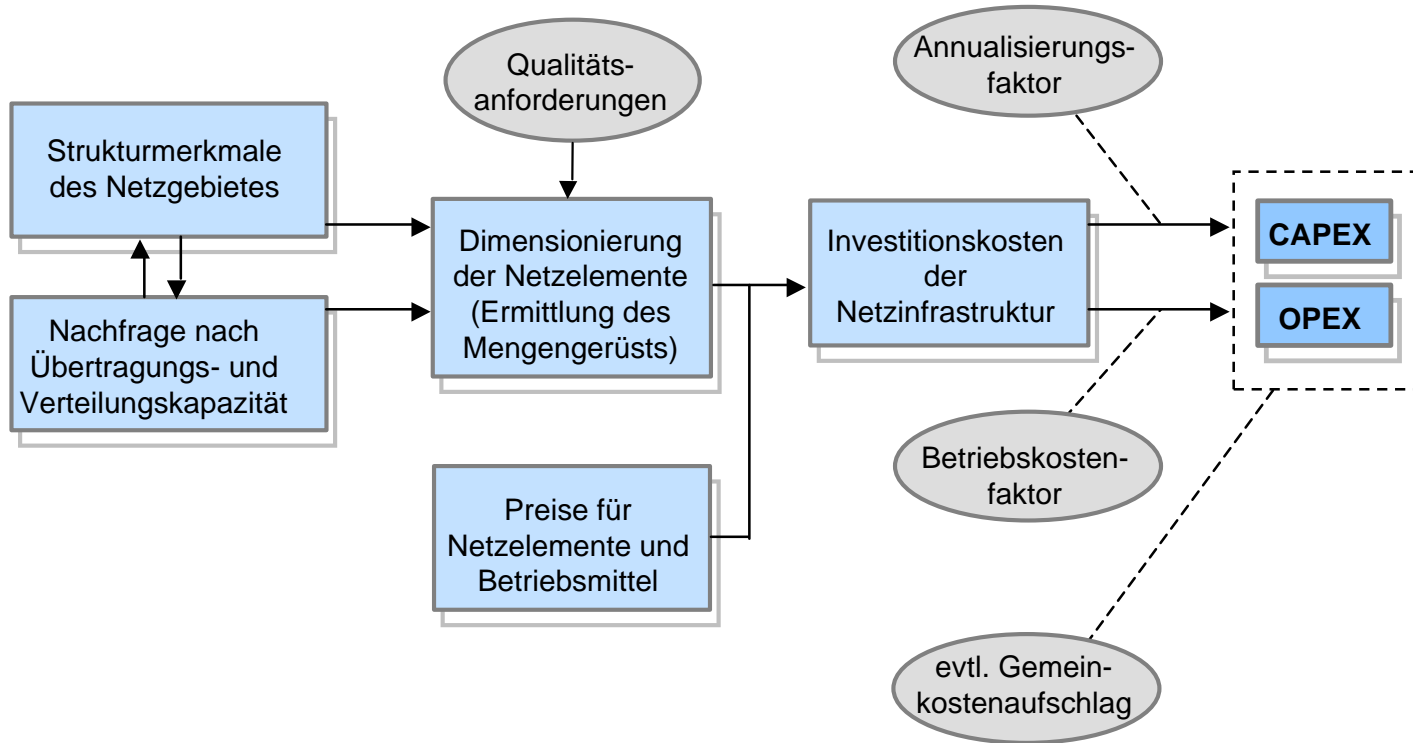 Qualitäts-
anforderungen
Annualisierungs-
faktor
Strukturmerkmale
des Netzgebietes
Nachfrage nach
Übertragungs- und
Verteilungskapazität
Dimensionierung
der Netzelemente
(Ermittlung des
Mengengerüsts)
Preise für
Netzelemente und
Betriebsmittel
Investitionskosten
der
Netzinfrastruktur
CAPEX
OPEX
Betriebskosten-
faktor
evtl. Gemein-
kostenaufschlag